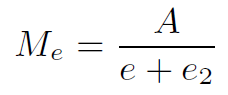 $M_e = \frac{A}{e + e_2}$